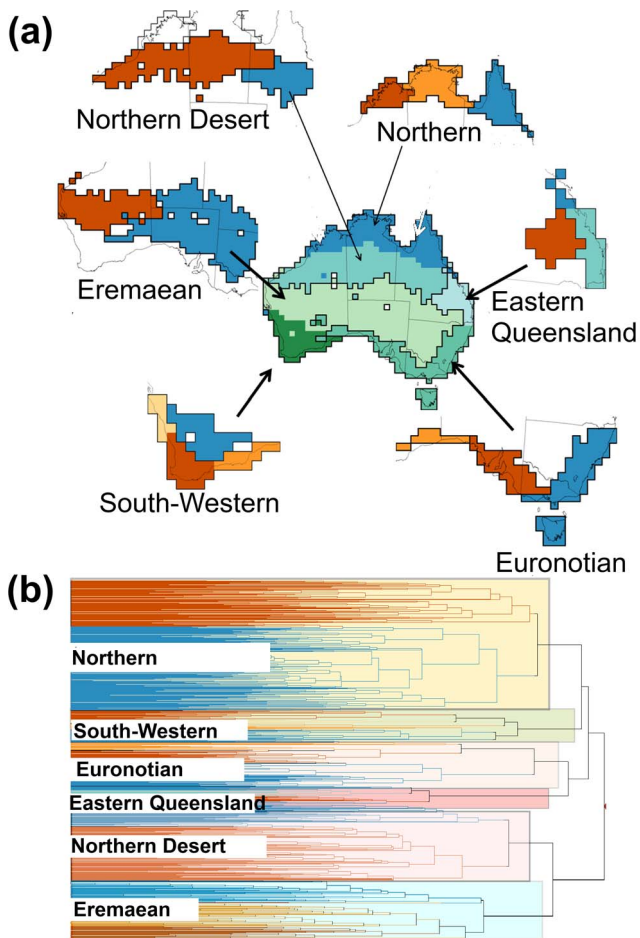 (a)
Northern Desert
Northern
Eremaean
Eastern
Queensland
South-Western
Euronotian
(b)
Northern
South-Western
Euronotian
Eastern Queensland
Northern Desert
Eremaean